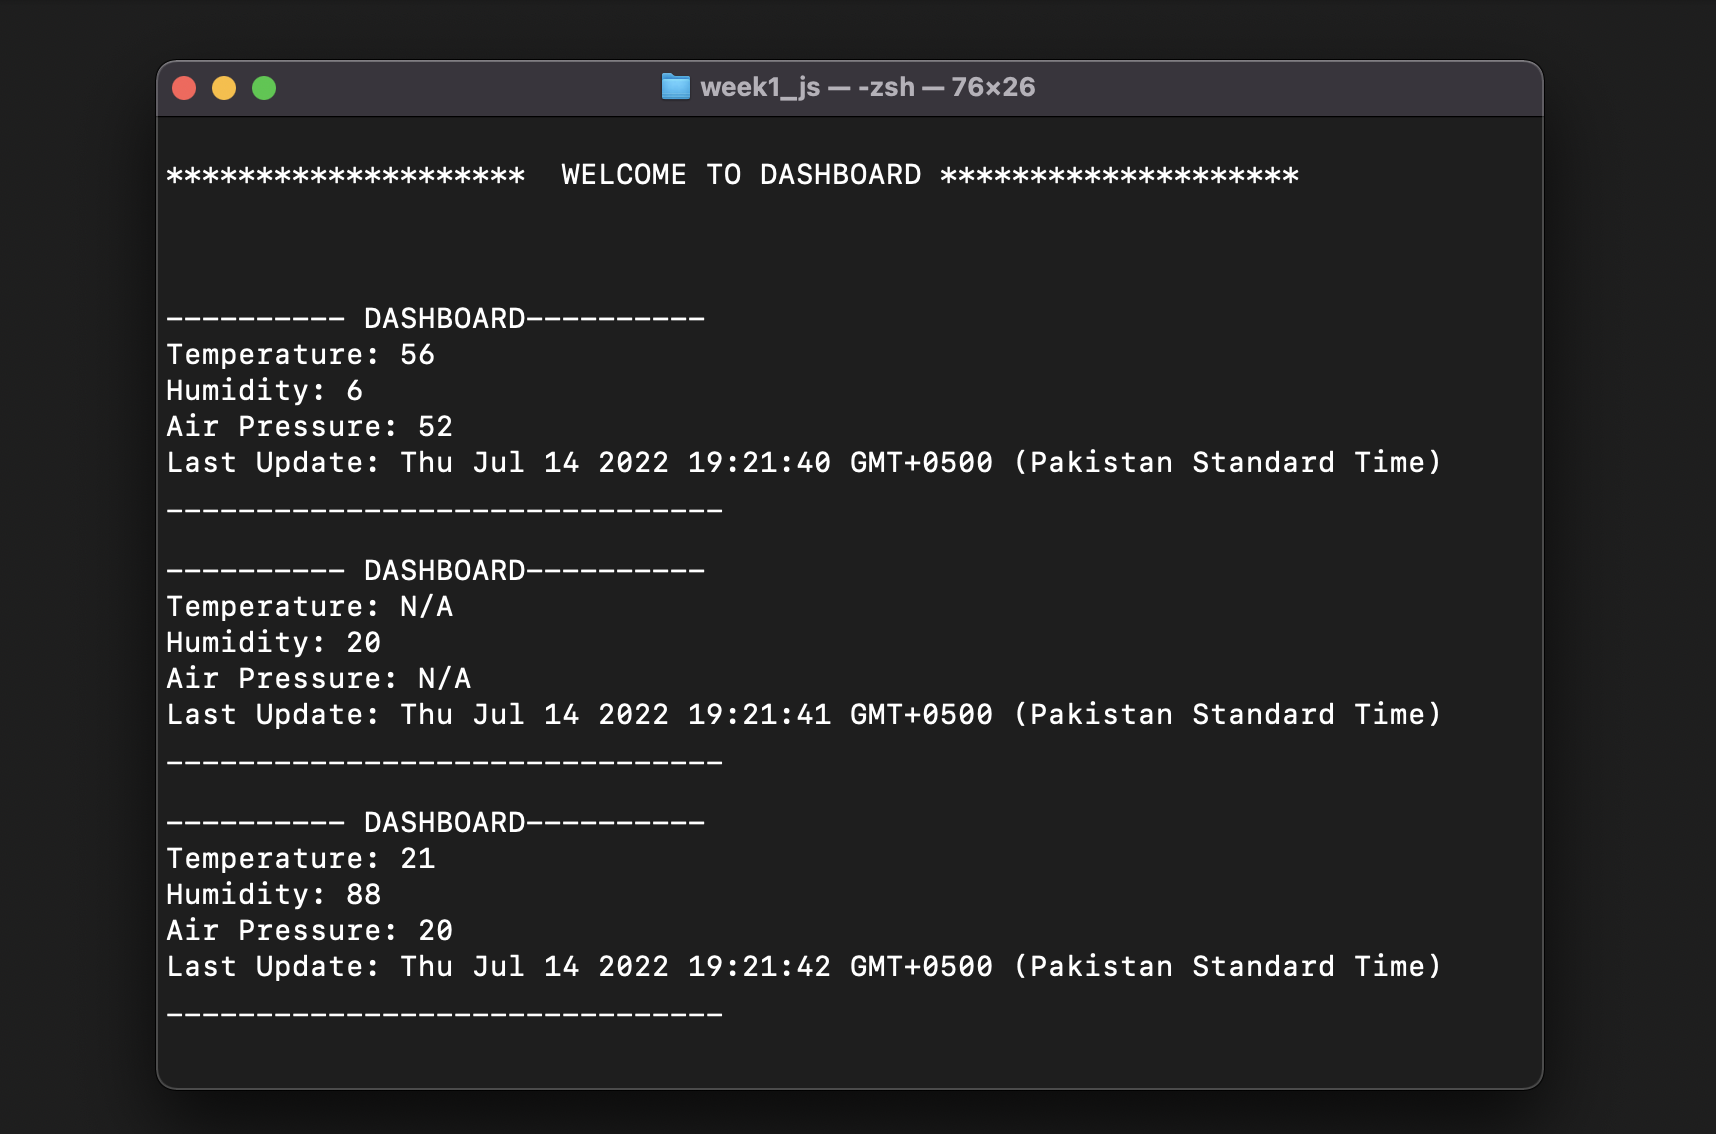 week1_js — -zsh — 76×26
********************  WELCOME TO DASHBOARD ********************
---------- DASHBOARD----------
Temperature: 56
Humidity: 6
Air Pressure: 52
Last Update: Thu Jul 14 2022 19:21:40 GMT+0500 (Pakistan Standard Time)
_______________________________
---------- DASHBOARD----------
Temperature: N/A
Humidity: 20
Air Pressure: N/A
Last Update: Thu Jul 14 2022 19:21:41 GMT+0500 (Pakistan Standard Time)
_______________________________
---------- DASHBOARD----------
Temperature: 21
Humidity: 88
Air Pressure: 20
Last Update: Thu Jul 14 2022 19:21:42 GMT+0500 (Pakistan Standard Time)
_______________________________